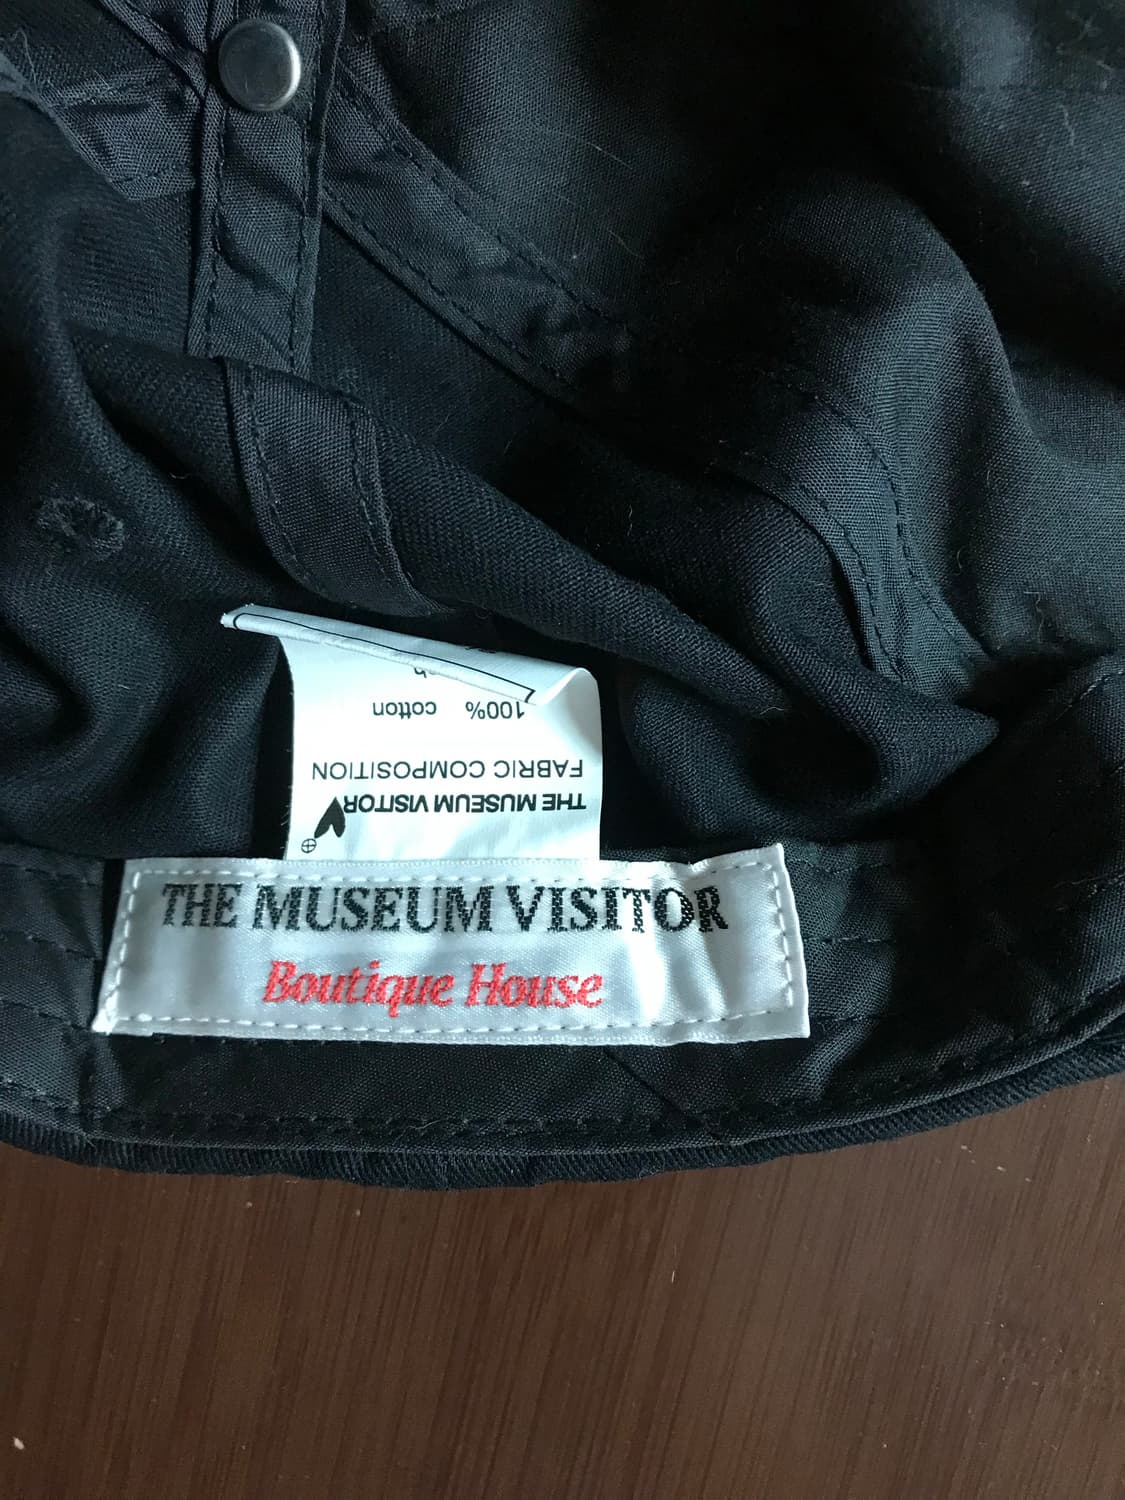 THE MUSEUM VISITOR
Boutique House
THE MUSEUM VISITOR
FABRIC COMPOSITION
100% cotton